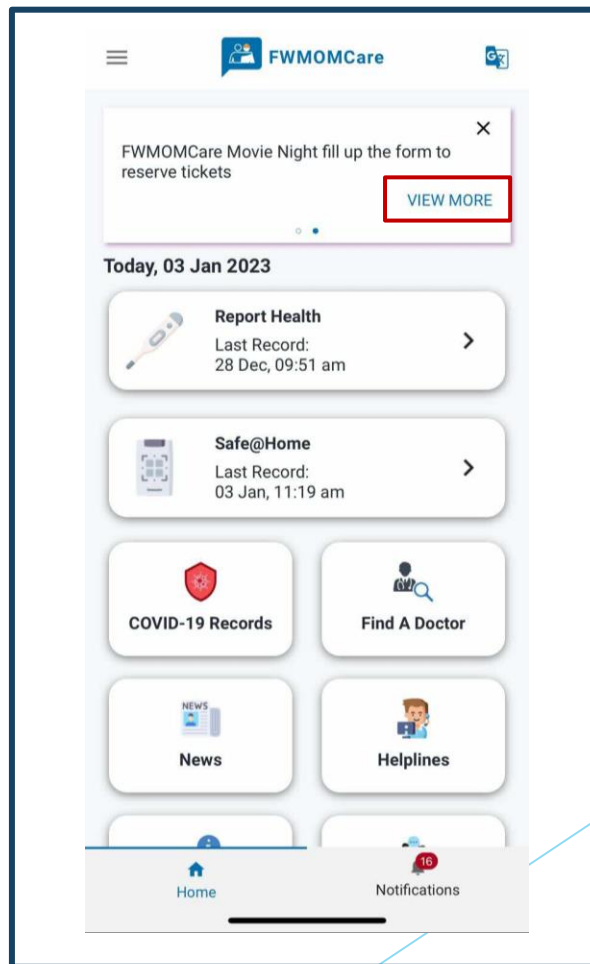 FWMOMCare
FWMOMCare Movie Night fill up the form to
reserve tickets
VIEW MORE
Today, 03 Jan 2023
Report Health
Last Record:
28 Dec, 09:51 am
Safe@Home
Last Record:
03 Jan, 11:19 am
COVID-19 Records
Find A Doctor
NEWS
News
Helplines
16
Home
Notifications